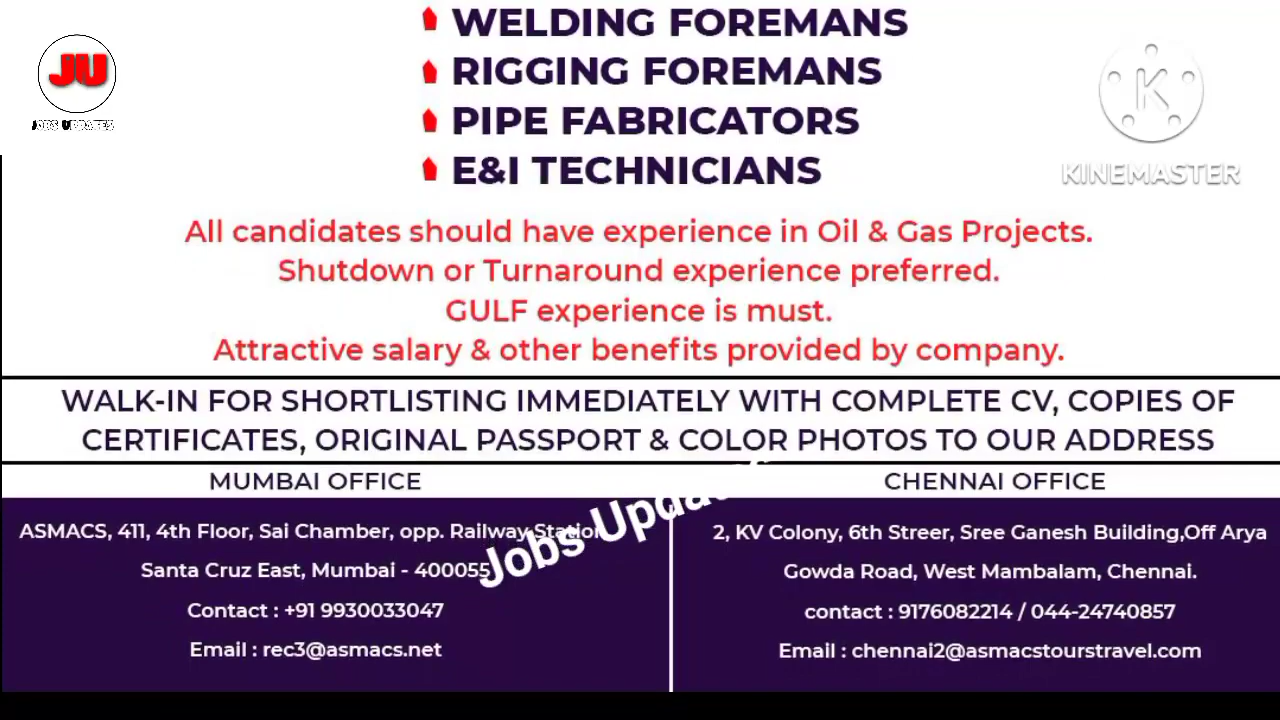 WELDING FOREMANS
RIGGING FOREMANS
PIPE FABRICATORS
E&I TECHNICIANS
JU
JOBS UPDATES
K
KINEMASTER
All candidates should have experience in Oil & Gas Projects.
Shutdown or Turnaround experience preferred.
GULF experience is must.
Attractive salary & other benefits provided by company.
WALK-IN FOR SHORTLISTING IMMEDIATELY WITH COMPLETE CV, COPIES OF
CERTIFICATES, ORIGINAL PASSPORT & COLOR PHOTOS TO OUR ADDRESS
MUMBAI OFFICE
ASMACS, 411, 4th Floor, Sai Chamber, opp. Railway Station
Santa Cruz East, Mumbai - 400055
Contact : +91 9930033047
Email : rec3@asmacs.net
CHENNAI OFFICE
2, KV Colony, 6th Streer, Sree Ganesh Building,Off Arya
Gowda Road, West Mambalam, Chennai.
contact : 9176082214 / 044-24740857
Email : chennai2@asmacstourstravel.com
Jobs